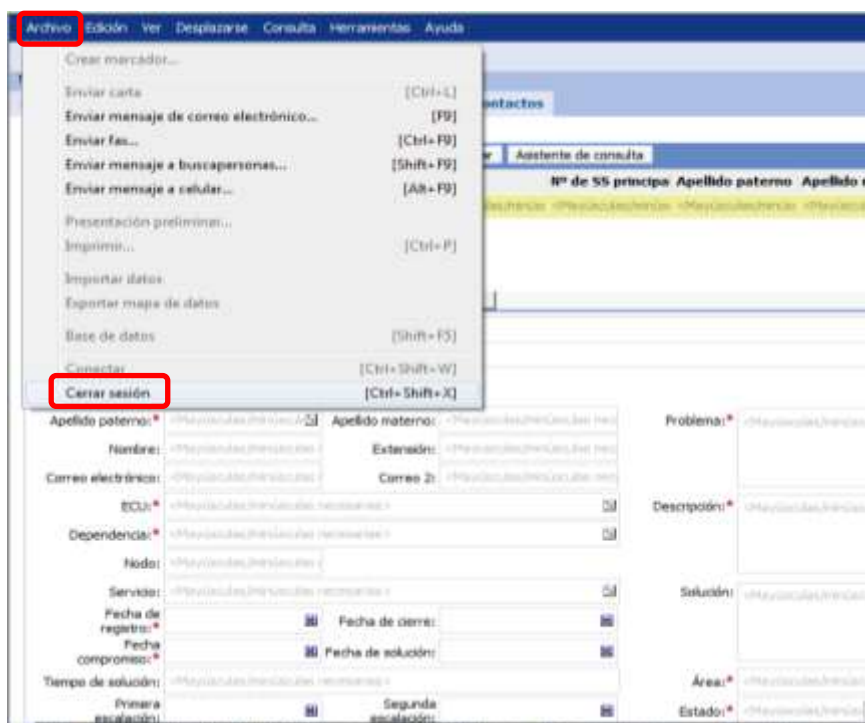 Archivo Edición Ver Desplazarse Consulta Herramientas Ayuda
Crear marcador...
Enviar carta [Ctrl+L]
Enviar mensaje de correo electrónico... [F9]
Enviar fax... [Ctrl+F9]
Enviar mensaje a buscapersonas... [Shift+F9]
Enviar mensaje a celular... [Alt+F9]
Presentación preliminar...
Imprimir... [Ctrl+P]
Importar datos
Exportar mapa de datos
Base de datos [Shift+F5]
Conectar [Ctrl+Shift+W]
Cerrar sesión [Ctrl+Shift+X]
ontactos
Asistente de consulta
Nº de SS principa Apellido paterno Apellido
Apellido paterno:* Apellido materno: Problema:*
Nombre: Extensión:
Correo electrónico: Correo 2:
ECU:* Descripción:*
Dependencia:*
Nodo:
Servicio: Solución:
Fecha de registro:* Fecha de cierre:
Fecha compromiso:* Fecha de solución:
Tiempo de solución: Área:*
Primera escalación: Segunda escalación: Estado:*